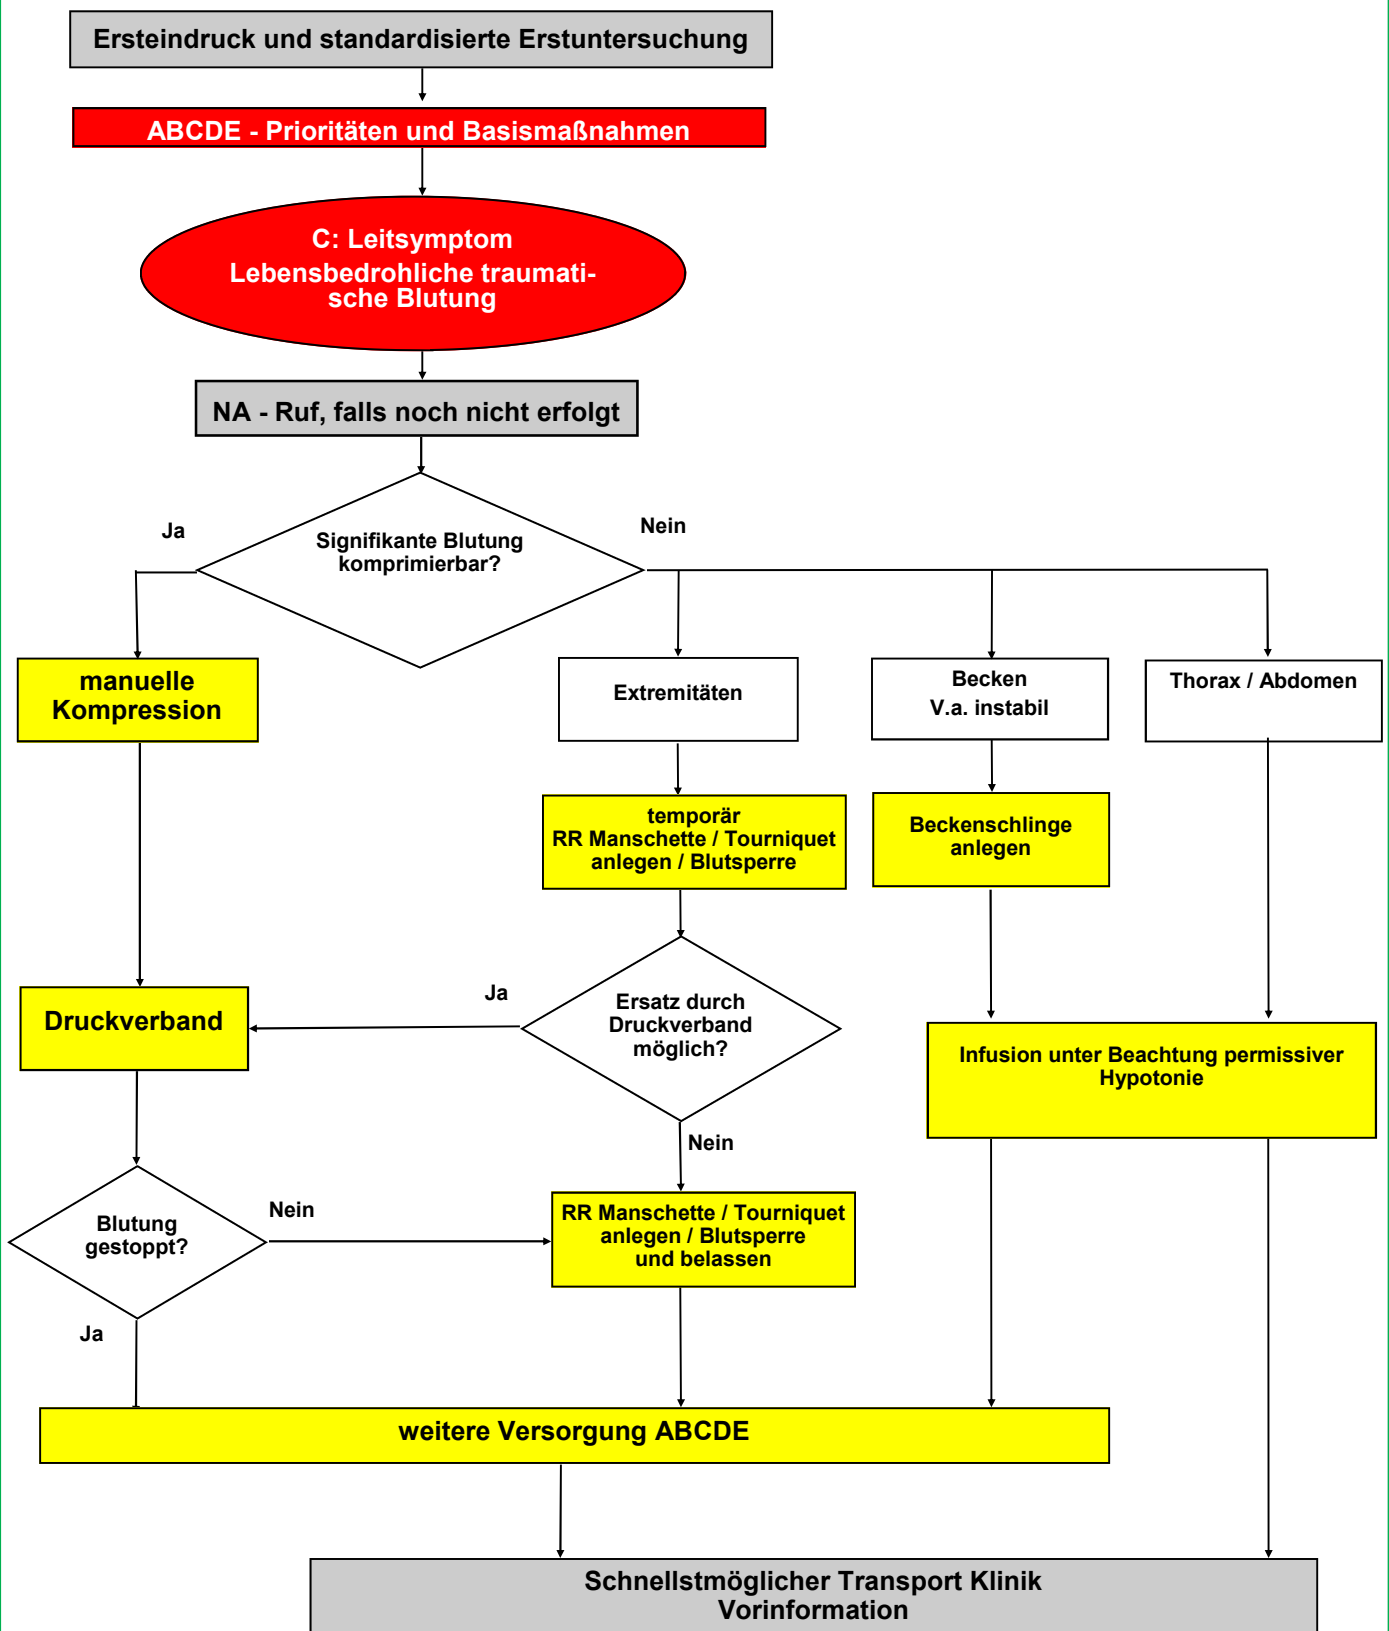 Ersteindruck und standardisierte Erstuntersuchung
ABCDE - Prioritäten und Basismaßnahmen
C: Leitsymptom
Lebensbedrohliche traumati-
sche Blutung
NA - Ruf, falls noch nicht erfolgt
Ja
Nein
Signifikante Blutung
komprimierbar?
manuelle
Kompression
Extremitäten
Becken
V.a. instabil
Thorax / Abdomen
temporär
RR Manschette / Tourniquet
anlegen / Blutsperre
Beckenschlinge
anlegen
Druckverband
Ja
Ersatz durch
Druckverband
möglich?
Infusion unter Beachtung permissiver
Hypotonie
Nein
Blutung
gestoppt?
Nein
RR Manschette / Tourniquet
anlegen / Blutsperre
und belassen
Ja
weitere Versorgung ABCDE
Schnellstmöglicher Transport Klinik
Vorinformation